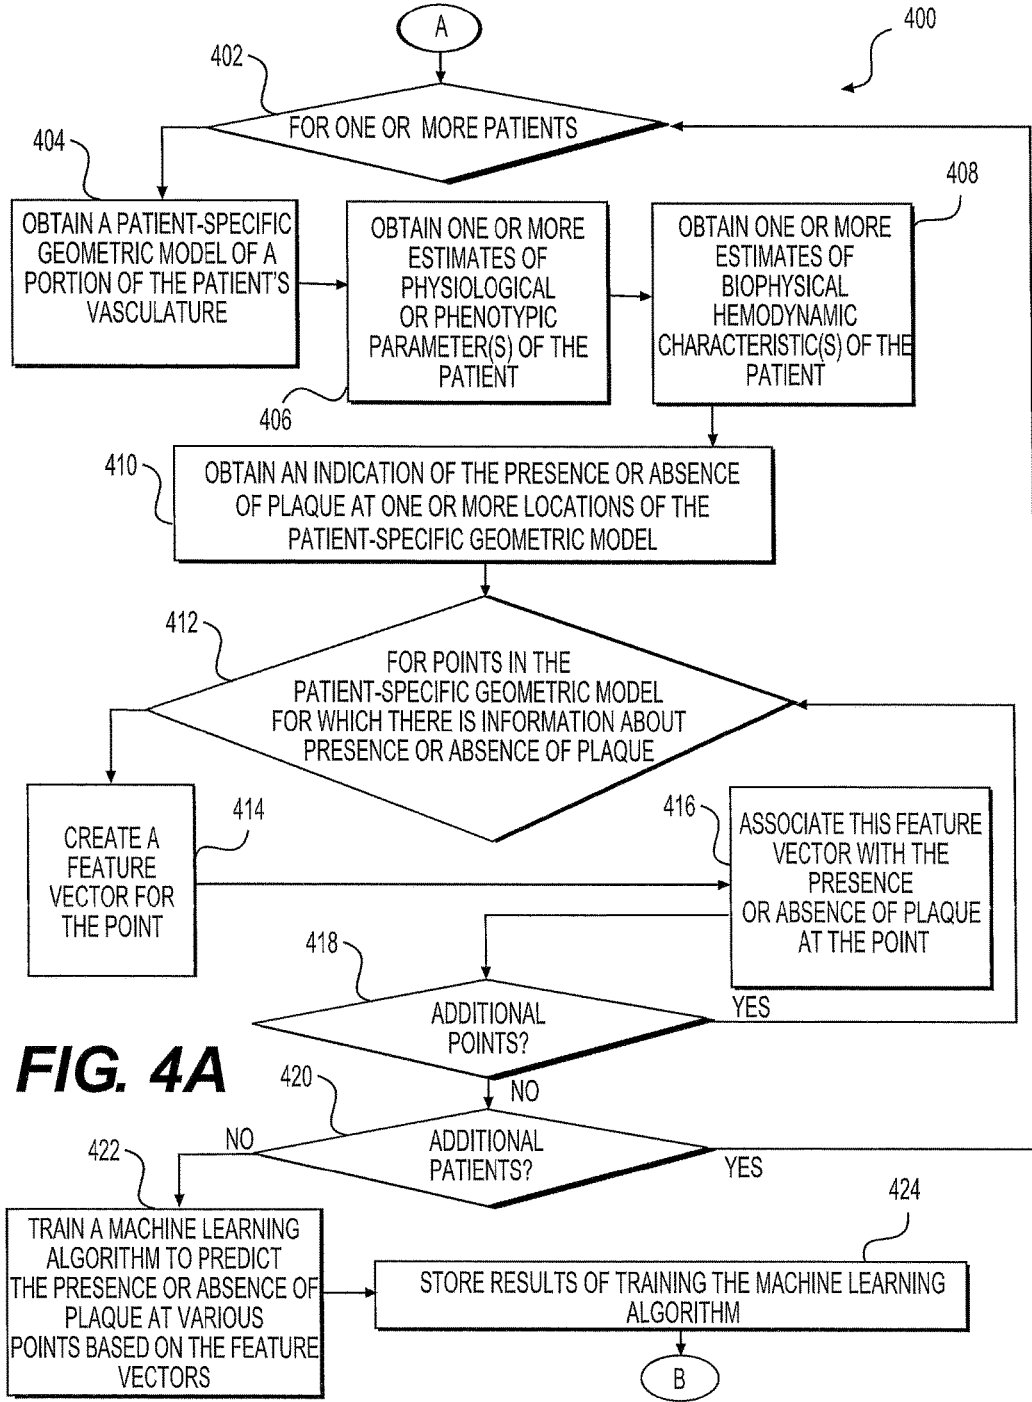 A
400
402
FOR ONE OR MORE PATIENTS
404
408
OBTAIN A PATIENT-SPECIFIC
GEOMETRIC MODEL OF A
PORTION OF THE PATIENT'S
VASCULATURE
OBTAIN ONE OR MORE
ESTIMATES OF
PHYSIOLOGICAL
OR PHENOTYPIC
PARAMETER(S) OF THE
PATIENT
OBTAIN ONE OR MORE
ESTIMATES OF
BIOPHYSICAL
HEMODYNAMIC
CHARACTERISTIC(S) OF THE
PATIENT
406
410
OBTAIN AN INDICATION OF THE PRESENCE OR ABSENCE
OF PLAQUE AT ONE OR MORE LOCATIONS OF THE
PATIENT-SPECIFIC GEOMETRIC MODEL
412
FOR POINTS IN THE
PATIENT-SPECIFIC GEOMETRIC MODEL
FOR WHICH THERE IS INFORMATION ABOUT
PRESENCE OR ABSENCE OF PLAQUE
414
CREATE A
FEATURE
VECTOR FOR
THE POINT
416
ASSOCIATE THIS FEATURE
VECTOR WITH THE
PRESENCE
OR ABSENCE OF PLAQUE
AT THE POINT
418
ADDITIONAL
POINTS?
YES
NO
FIG. 4A
420
ADDITIONAL
PATIENTS?
NO
YES
422
TRAIN A MACHINE LEARNING
ALGORITHM TO PREDICT
THE PRESENCE OR ABSENCE OF
PLAQUE AT VARIOUS
POINTS BASED ON THE FEATURE
VECTORS
424
STORE RESULTS OF TRAINING THE MACHINE LEARNING
ALGORITHM
B